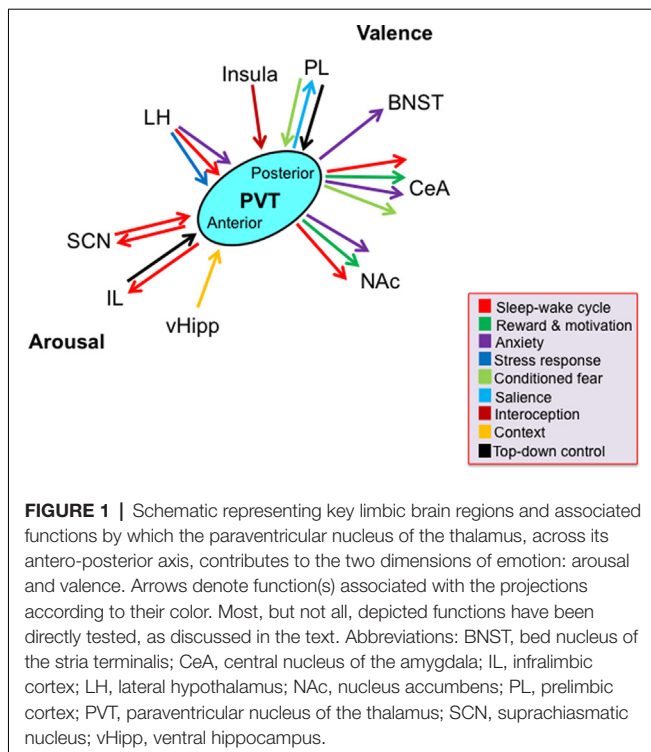 Valence
Insula
PL
BNST
LH
Posterior
PVT
Anterior
CeA
SCN
NAc
IL
vHipp
Arousal
Sleep-wake cycle
Reward & motivation
Anxiety
Stress response
Conditioned fear
Salience
Interoception
Context
Top-down control
FIGURE 1 | Schematic representing key limbic brain regions and associated
functions by which the paraventricular nucleus of the thalamus, across its
antero-posterior axis, contributes to the two dimensions of emotion: arousal
and valence. Arrows denote function(s) associated with the projections
according to their color. Most, but not all, depicted functions have been
directly tested, as discussed in the text. Abbreviations: BNST, bed nucleus of
the stria terminalis; CeA, central nucleus of the amygdala; IL, infralimbic
cortex; LH, lateral hypothalamus; NAc, nucleus accumbens; PL, prelimbic
cortex; PVT, paraventricular nucleus of the thalamus; SCN, suprachiasmatic
nucleus; vHipp, ventral hippocampus.